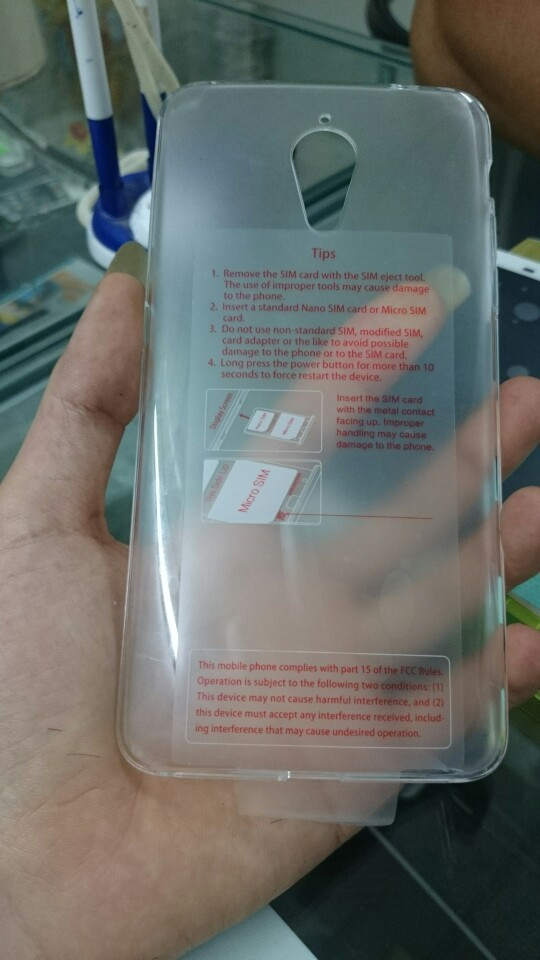 Tips
1. Remove the SIM card with the SIM eject tool.
The use of improper tools may cause damage
to the phone.
2. Insert a standard Nano SIM card or Micro SIM
card.
3. Do not use non-standard SIM, modified SIM,
card adapter or the like to avoid possible
damage to the phone or to the SIM card.
4. Long press the power button for more than 10
seconds to force restart the device.
Display Screen
Insert the SIM card
with the metal contact
facing up. Improper
handling may cause
damage to the phone.
Micro SIM
This mobile phone complies with part 15 of the FCC Rules.
Operation is subject to the following two conditions: (1)
This device may not cause harmful interference, and (2)
this device must accept any interference received, includ-
ing interference that may cause undesired operation.